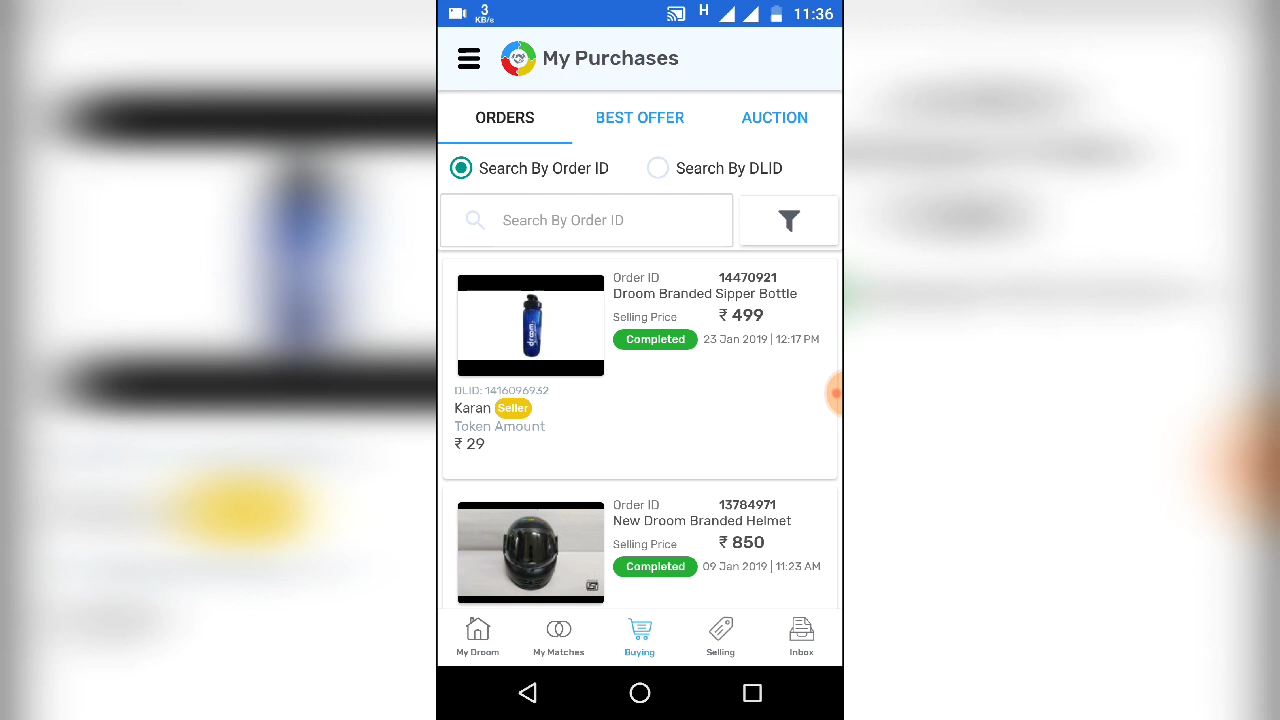 3
KB/s
H
11:36
My Purchases
ORDERS
BEST OFFER
AUCTION
Search By Order ID
Search By DLID
Search By Order ID
Order ID 14470921
Droom Branded Sipper Bottle
Selling Price ₹ 499
Completed 23 Jan 2019 | 12:17 PM
droom
DLID: 1416096932
Karan Seller
Token Amount
₹ 29
Order ID 13784971
New Droom Branded Helmet
Selling Price ₹ 850
Completed 09 Jan 2019 | 11:23 AM
My Droom
My Matches
Buying
Selling
Inbox